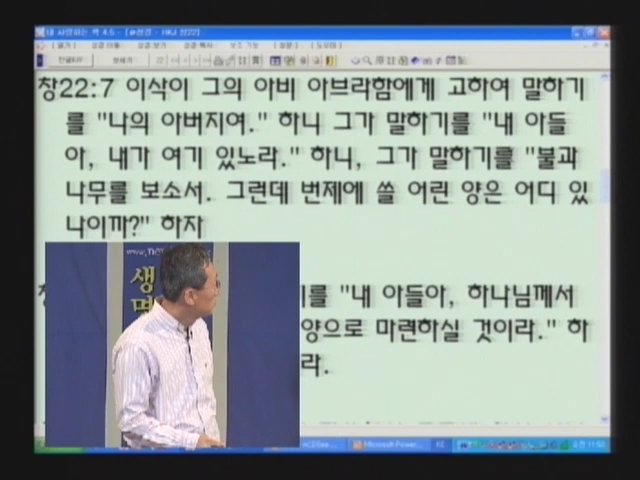 창22:7 이삭이 그의 아비 아브라함에게 고하여 말하기
를 "나의 아버지여." 하니 그가 말하기를 "내 아들
아, 내가 여기 있노라." 하니, 그가 말하기를 "불과
나무를 보소서. 그런데 번제에 쓸 어린 양은 어디 있
나이까?" 하자
를 "내 아들아, 하나님께서
양으로 마련하실 것이라." 하
라.
생
Microsoft Power...